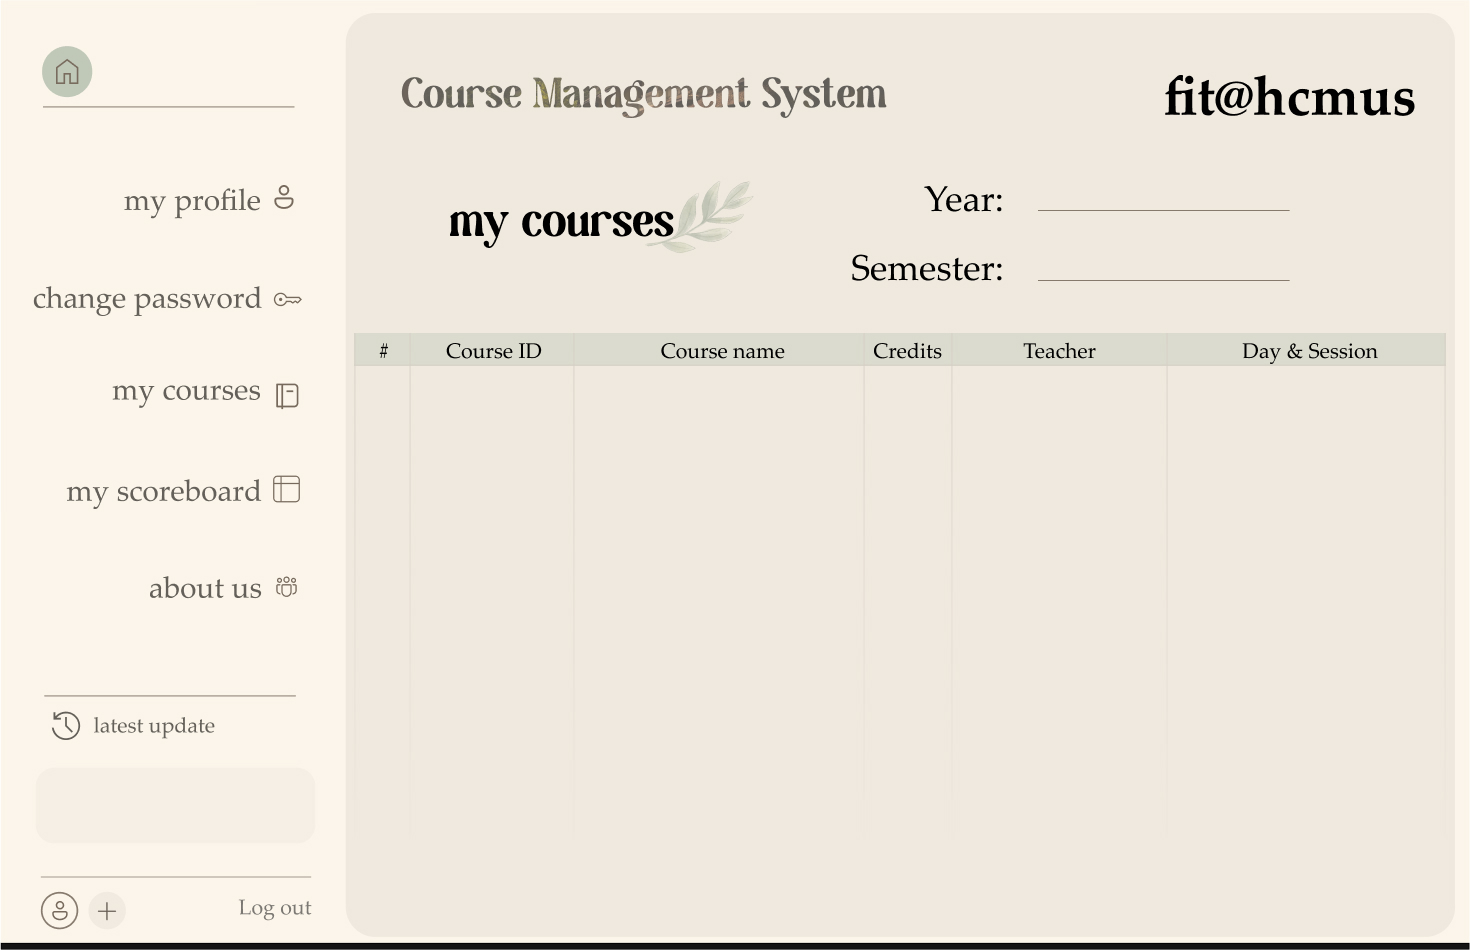 Course Management System
fit@hcmus
my profile
change password
my courses
my scoreboard
about us
latest update
Log out
my courses
Year:
Semester:
# Course ID Course name Credits Teacher Day & Session